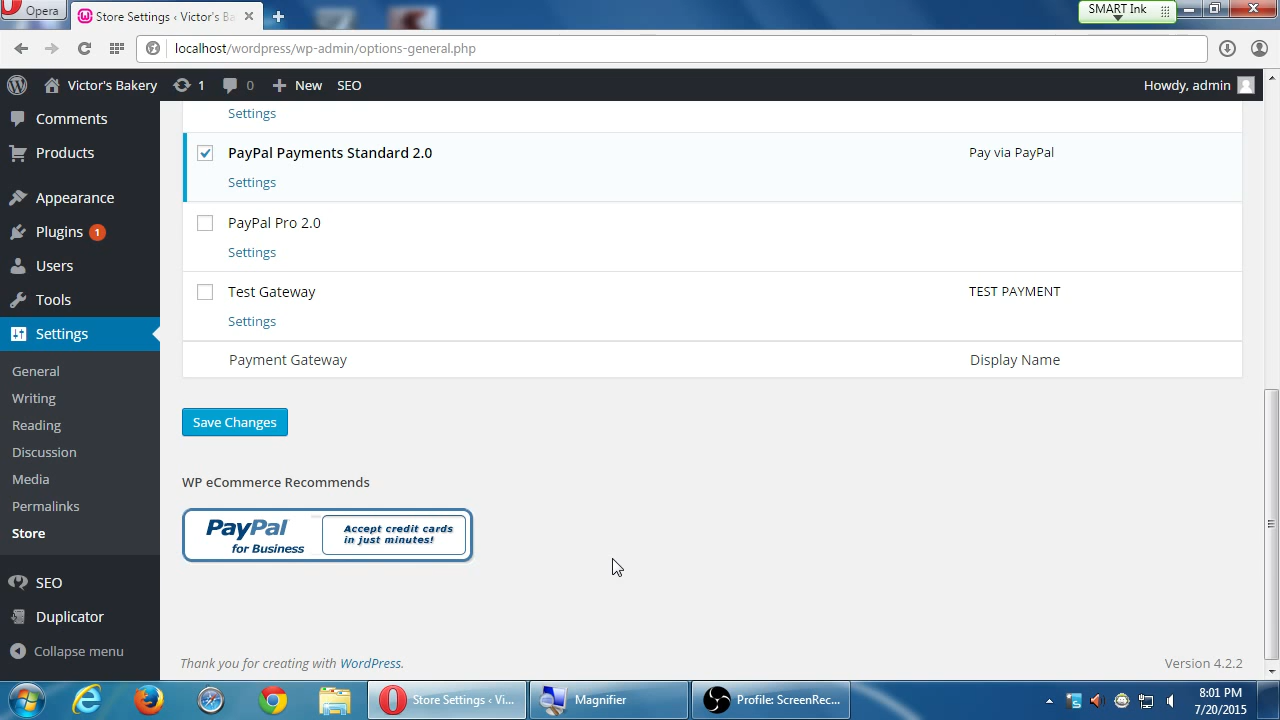 Opera
Store Settings ‹ Victor's Ba
SMART Ink
localhost/wordpress/wp-admin/options-general.php
Victor's Bakery
1
0
New
SEO
Howdy, admin
Comments
Products
Appearance
Plugins 1
Users
Tools
Settings
General
Writing
Reading
Discussion
Media
Permalinks
Store
SEO
Duplicator
Collapse menu
Settings
PayPal Payments Standard 2.0
Pay via PayPal
Settings
PayPal Pro 2.0
Settings
Test Gateway
TEST PAYMENT
Settings
Payment Gateway
Display Name
Save Changes
WP eCommerce Recommends
PayPal
for Business
Accept credit cards
in just minutes!
Thank you for creating with WordPress.
Version 4.2.2
Store Settings ‹ Vi...
Magnifier
Profile: ScreenRec...
8:01 PM
7/20/2015